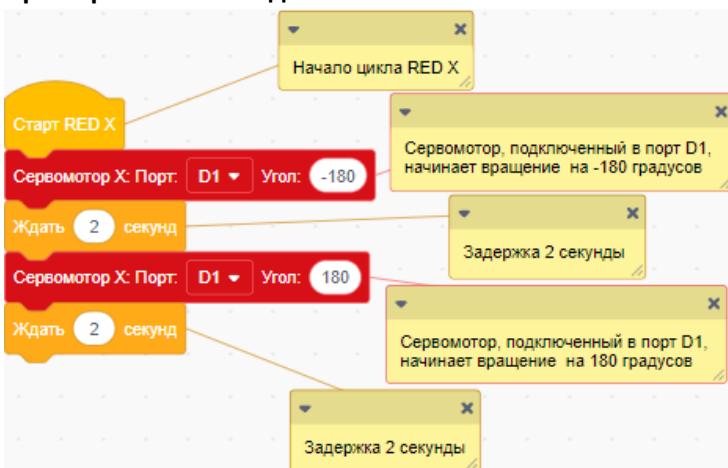 Начало цикла RED X
Старт RED X
Сервомотор, подключенный в порт D1,
начинает вращение на -180 градусов
Сервомотор X: Порт: D1 Угол: -180
Ждать 2 секунд
Задержка 2 секунды
Сервомотор X: Порт: D1 Угол: 180
Сервомотор, подключенный в порт D1,
начинает вращение на 180 градусов
Ждать 2 секунд
Задержка 2 секунды